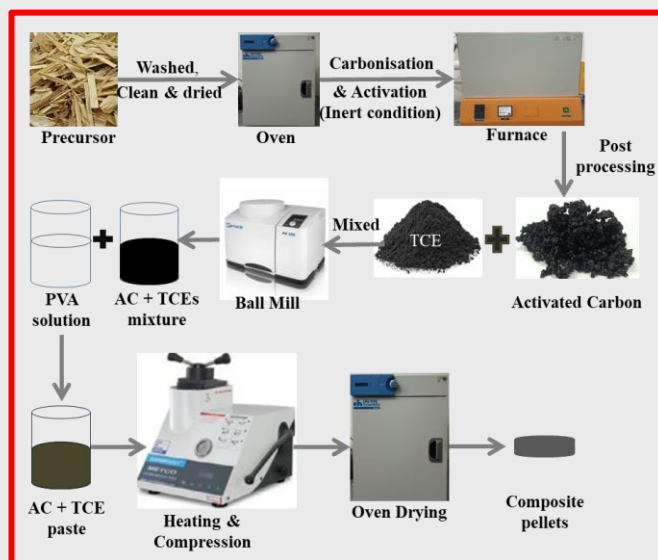 Washed,
Clean & dried
Carbonisation
& Activation
(Inert condition)
Precursor
Oven
Furnace
Post
processing
Mixed
TCE
PVA
solution
AC + TCEs
mixture
Ball Mill
Activated Carbon
METCO
AC + TCE
paste
Heating &
Compression
Oven Drying
Composite
pellets